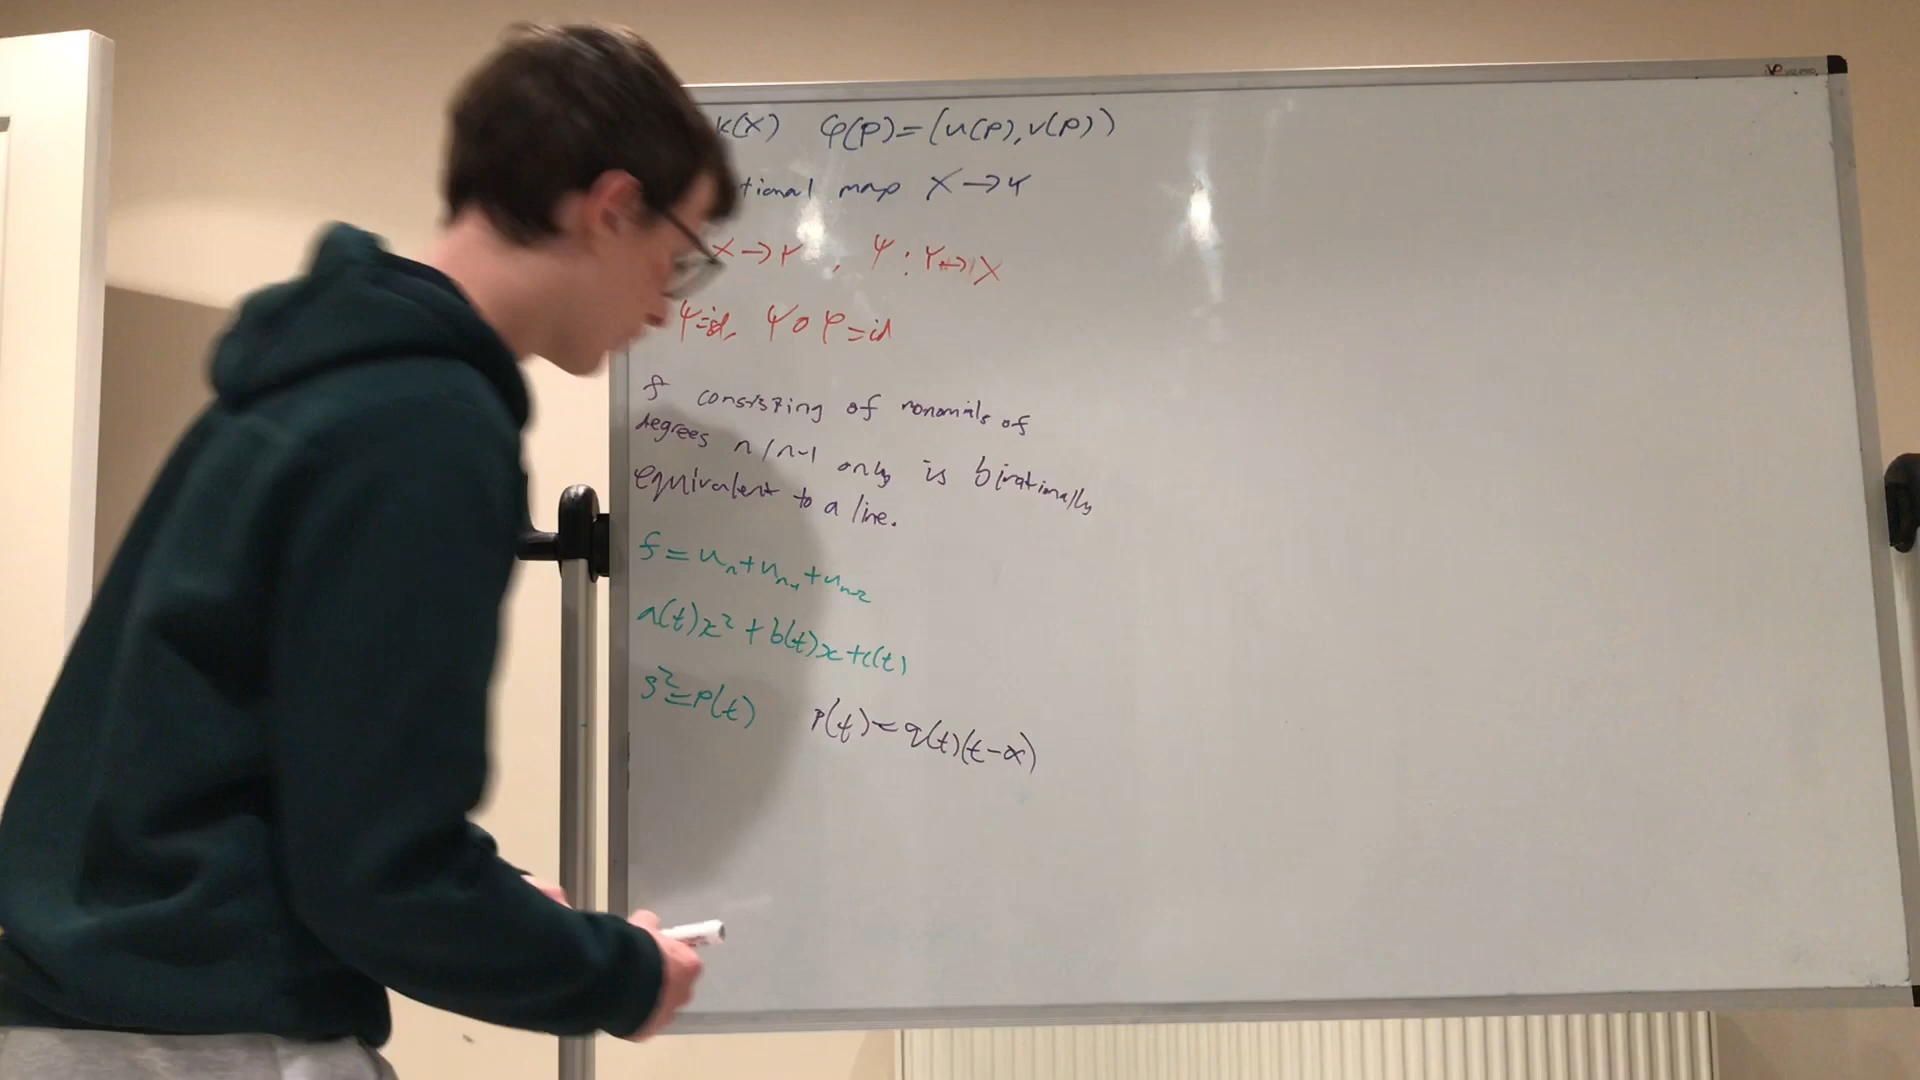 k(X) φ(P)=(u(P),v(P))
tional map X→Y
X→Y, ψ:Y→X
ψ=id, ψ∘φ=id
f consisting of monomials of
degrees n/n-1 only is birationally
equivalent to a line.
f=uₙ+uₙ₋₁+uₙ₋₂
a(t)x²+b(t)x+c(t)
s²=p(t) p(t)=q(t)(t-α)